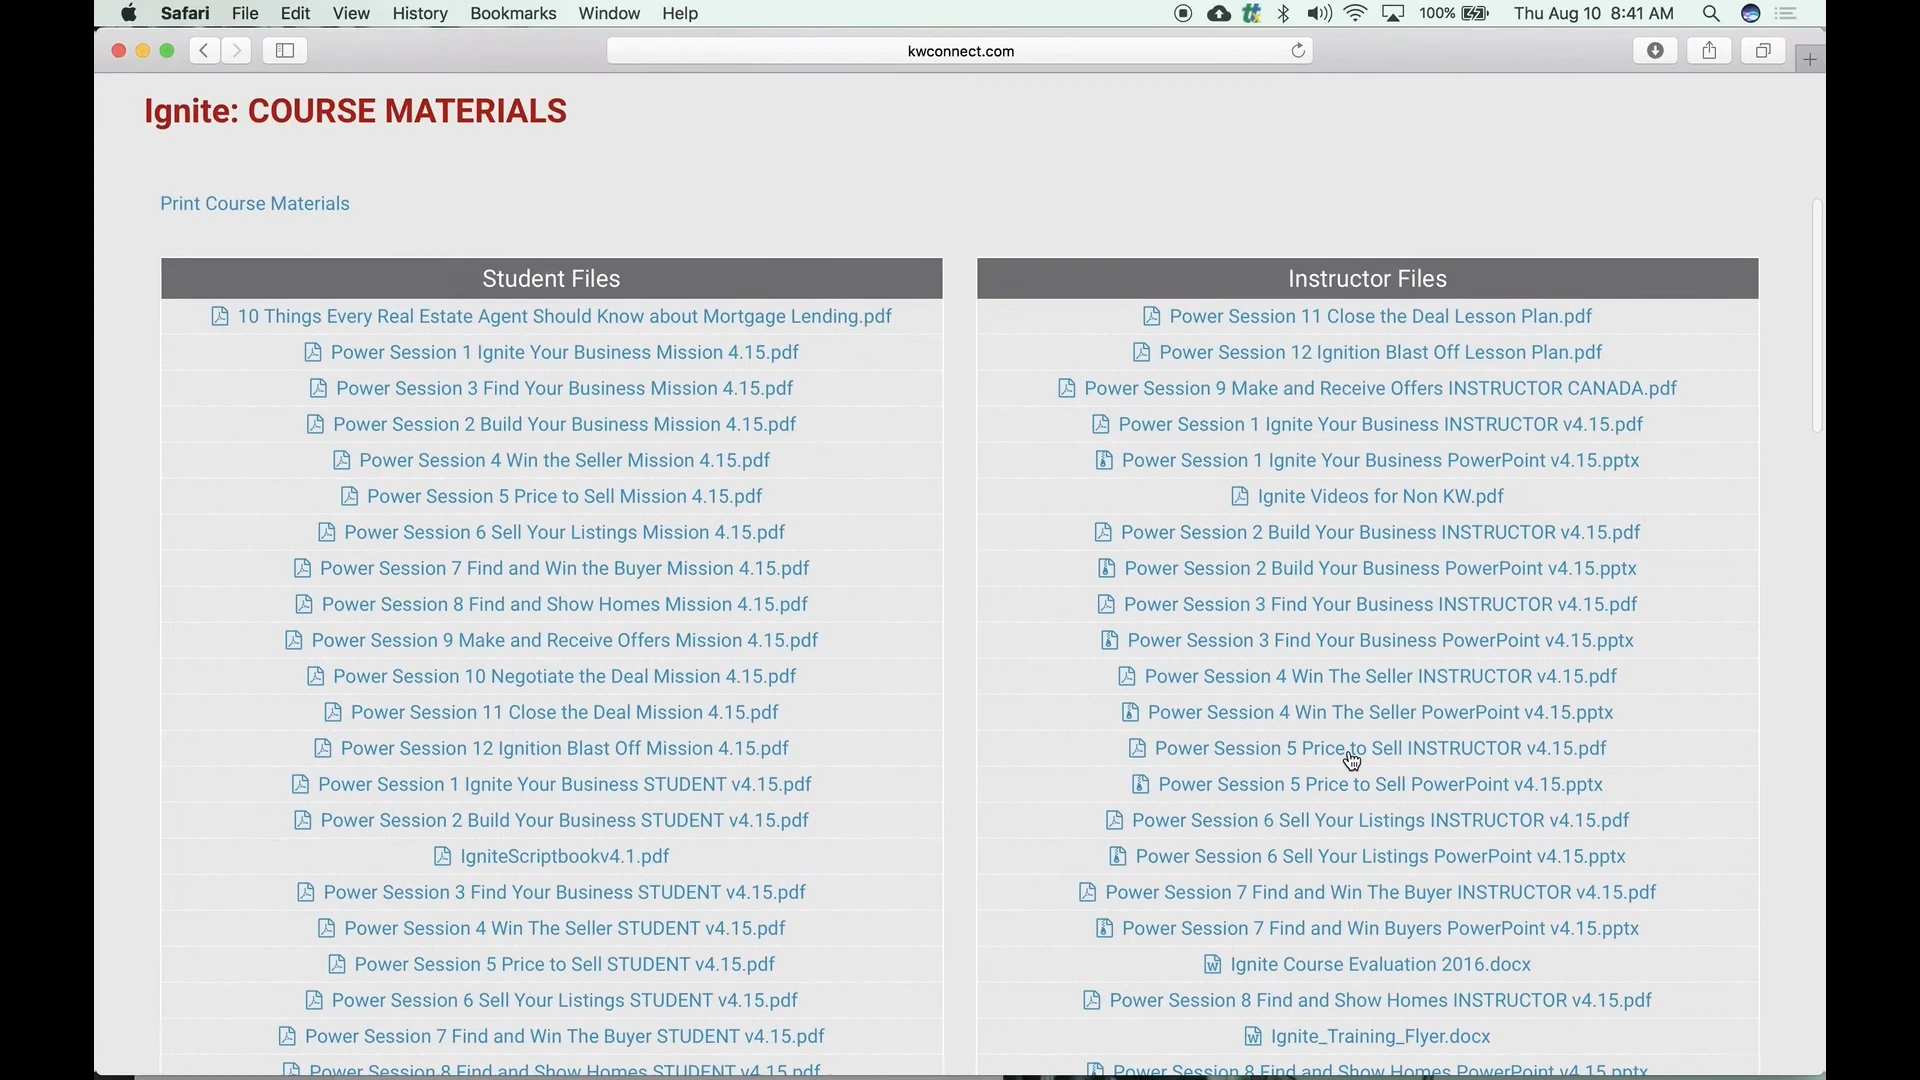 Safari File Edit View History Bookmarks Window Help 100% Thu Aug 10 8:41 AM
kwconnect.com
Ignite: COURSE MATERIALS
Print Course Materials
Student Files
10 Things Every Real Estate Agent Should Know about Mortgage Lending.pdf
Power Session 1 Ignite Your Business Mission 4.15.pdf
Power Session 3 Find Your Business Mission 4.15.pdf
Power Session 2 Build Your Business Mission 4.15.pdf
Power Session 4 Win the Seller Mission 4.15.pdf
Power Session 5 Price to Sell Mission 4.15.pdf
Power Session 6 Sell Your Listings Mission 4.15.pdf
Power Session 7 Find and Win the Buyer Mission 4.15.pdf
Power Session 8 Find and Show Homes Mission 4.15.pdf
Power Session 9 Make and Receive Offers Mission 4.15.pdf
Power Session 10 Negotiate the Deal Mission 4.15.pdf
Power Session 11 Close the Deal Mission 4.15.pdf
Power Session 12 Ignition Blast Off Mission 4.15.pdf
Power Session 1 Ignite Your Business STUDENT v4.15.pdf
Power Session 2 Build Your Business STUDENT v4.15.pdf
IgniteScriptbookv4.1.pdf
Power Session 3 Find Your Business STUDENT v4.15.pdf
Power Session 4 Win The Seller STUDENT v4.15.pdf
Power Session 5 Price to Sell STUDENT v4.15.pdf
Power Session 6 Sell Your Listings STUDENT v4.15.pdf
Power Session 7 Find and Win The Buyer STUDENT v4.15.pdf
Power Session 8 Find and Show Homes STUDENT v4.15.pdf
Instructor Files
Power Session 11 Close the Deal Lesson Plan.pdf
Power Session 12 Ignition Blast Off Lesson Plan.pdf
Power Session 9 Make and Receive Offers INSTRUCTOR CANADA.pdf
Power Session 1 Ignite Your Business INSTRUCTOR v4.15.pdf
Power Session 1 Ignite Your Business PowerPoint v4.15.pptx
Ignite Videos for Non KW.pdf
Power Session 2 Build Your Business INSTRUCTOR v4.15.pdf
Power Session 2 Build Your Business PowerPoint v4.15.pptx
Power Session 3 Find Your Business INSTRUCTOR v4.15.pdf
Power Session 3 Find Your Business PowerPoint v4.15.pptx
Power Session 4 Win The Seller INSTRUCTOR v4.15.pdf
Power Session 4 Win The Seller PowerPoint v4.15.pptx
Power Session 5 Price to Sell INSTRUCTOR v4.15.pdf
Power Session 5 Price to Sell PowerPoint v4.15.pptx
Power Session 6 Sell Your Listings INSTRUCTOR v4.15.pdf
Power Session 6 Sell Your Listings PowerPoint v4.15.pptx
Power Session 7 Find and Win The Buyer INSTRUCTOR v4.15.pdf
Power Session 7 Find and Win Buyers PowerPoint v4.15.pptx
Ignite Course Evaluation 2016.docx
Power Session 8 Find and Show Homes INSTRUCTOR v4.15.pdf
Ignite_Training_Flyer.docx
Power Session 8 Find and Show Homes PowerPoint v4.15.pptx